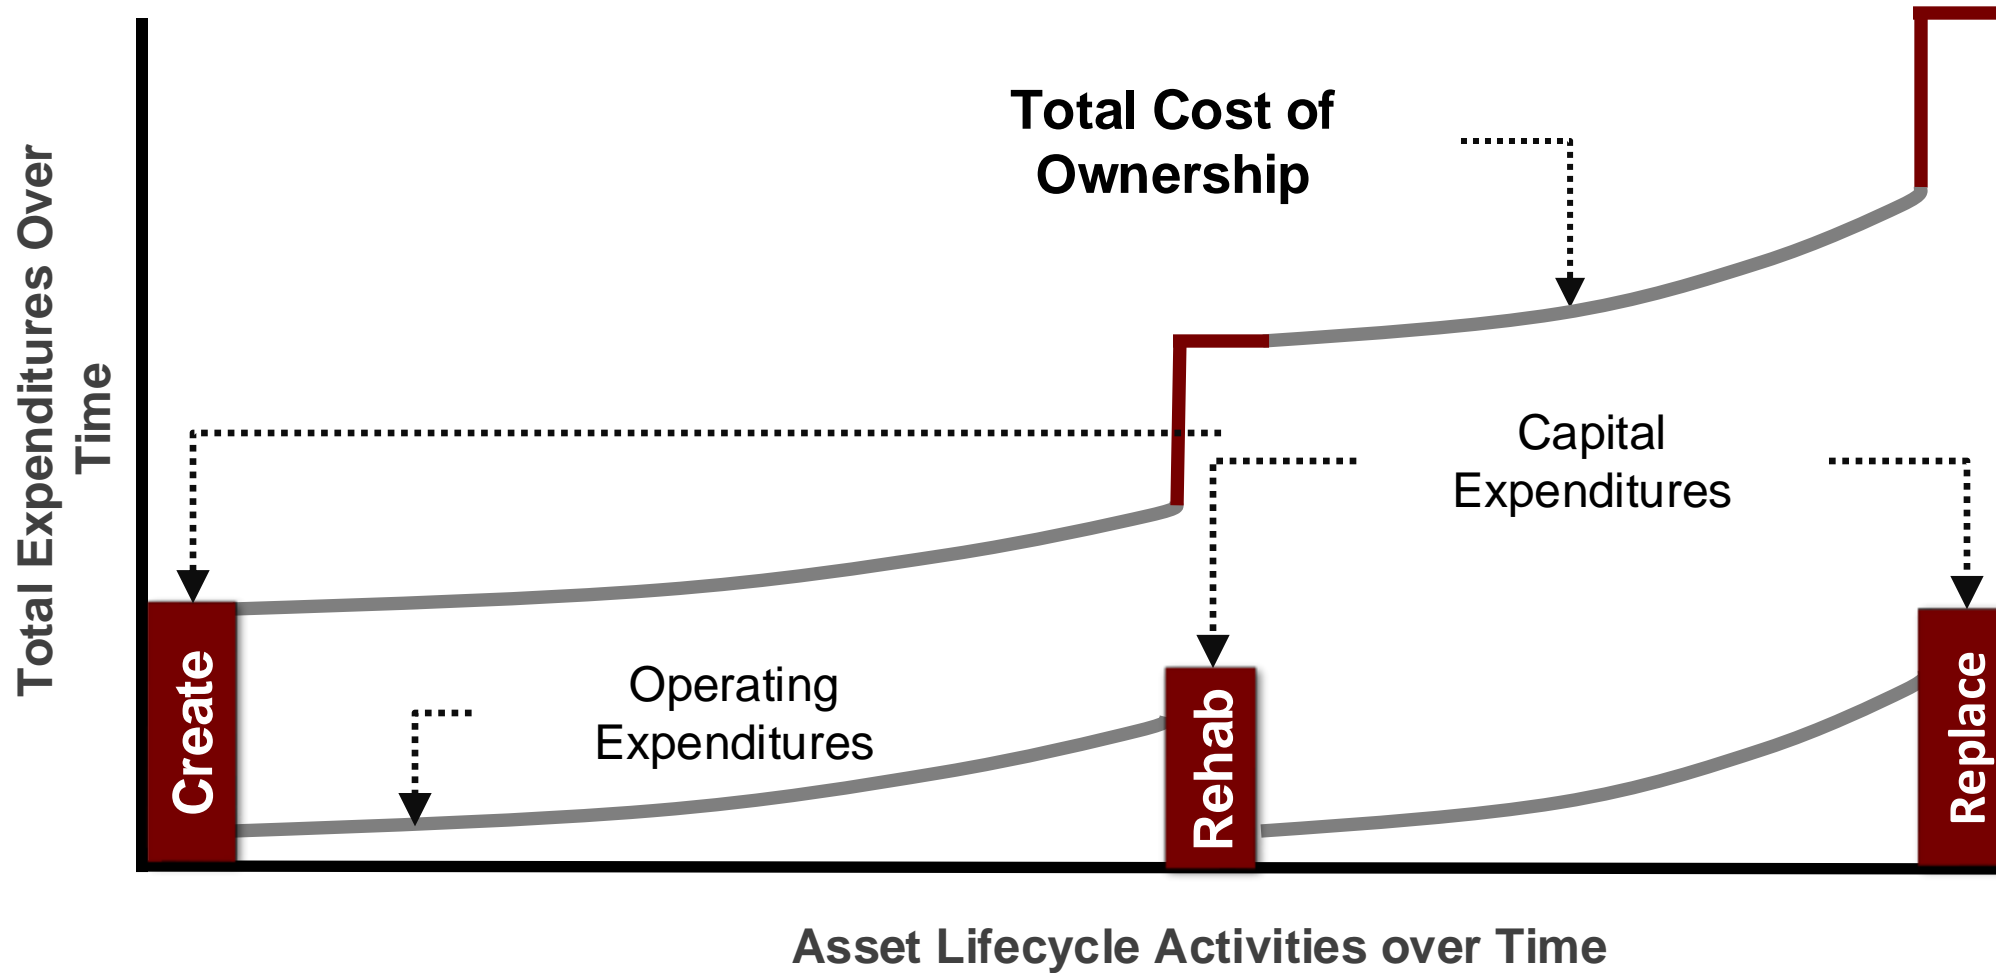 Total Expenditures Over
Time
Total Cost of
Ownership
Capital
Expenditures
Operating
Expenditures
Create
Rehab
Replace
Asset Lifecycle Activities over Time